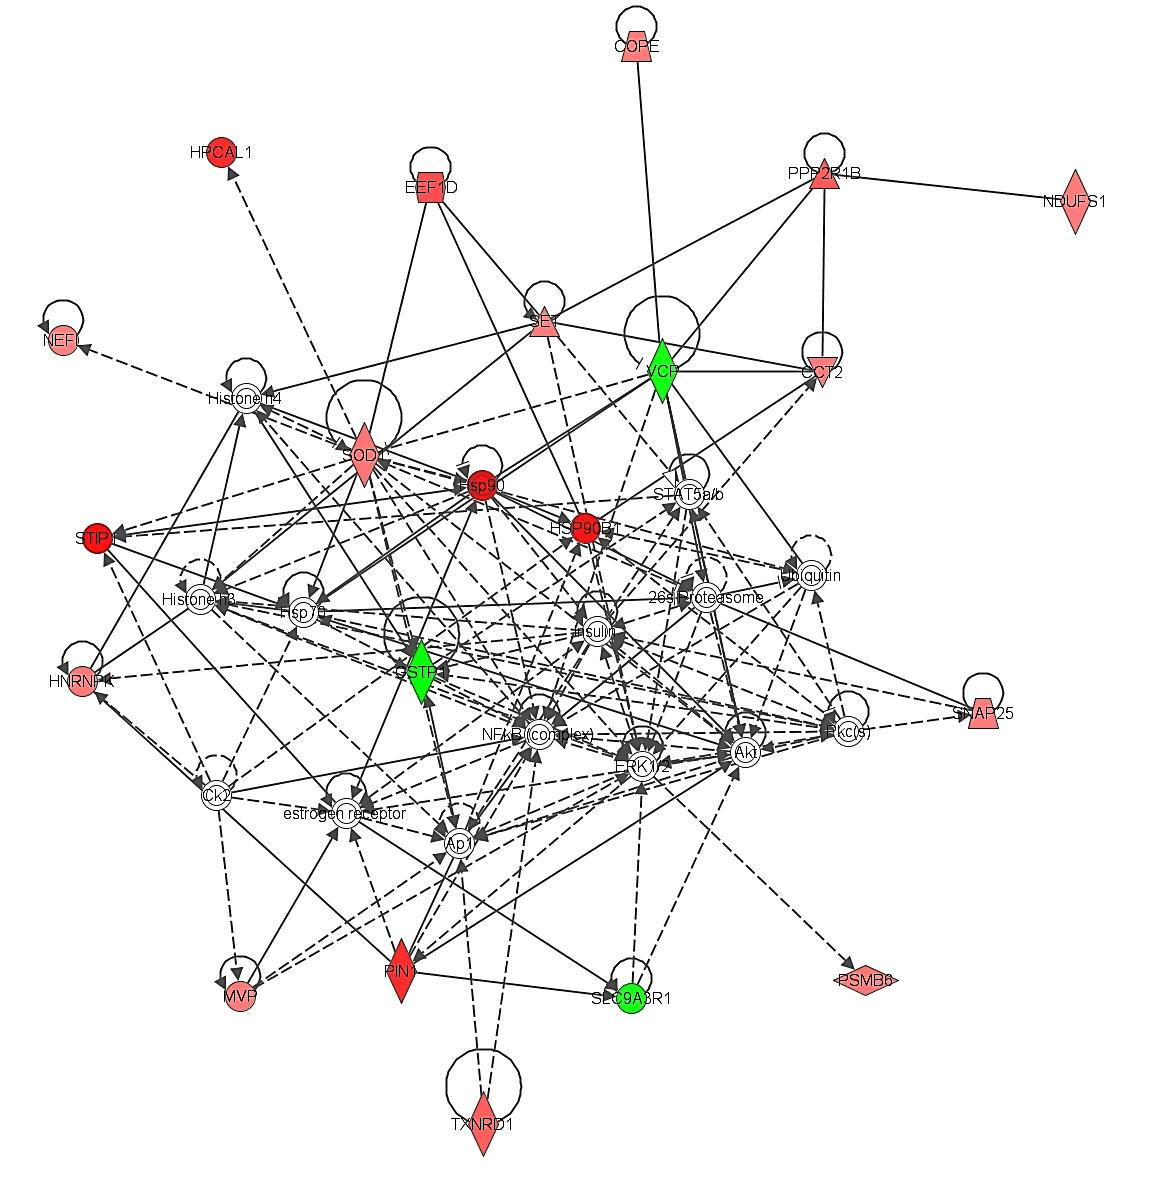 COPE
HPCAL1
EEF1D
PPP2R1B
NDUFS1
SET
NEFL
VCP
CCT2
Histone h4
SOD1
Hsp90
STAT5a/b
HSP90B1
STIP1
Histone h3
Hsp70
26s Proteasome
Ubiquitin
Insulin
HNRNPK
GSTP1
SNAP25
NFkB (complex)
Pkc(s)
Akt
ERK1/2
Ck2
estrogen receptor
Ap1
PIN1
MVP
SLC9A3R1
PSMB6
TXNRD1